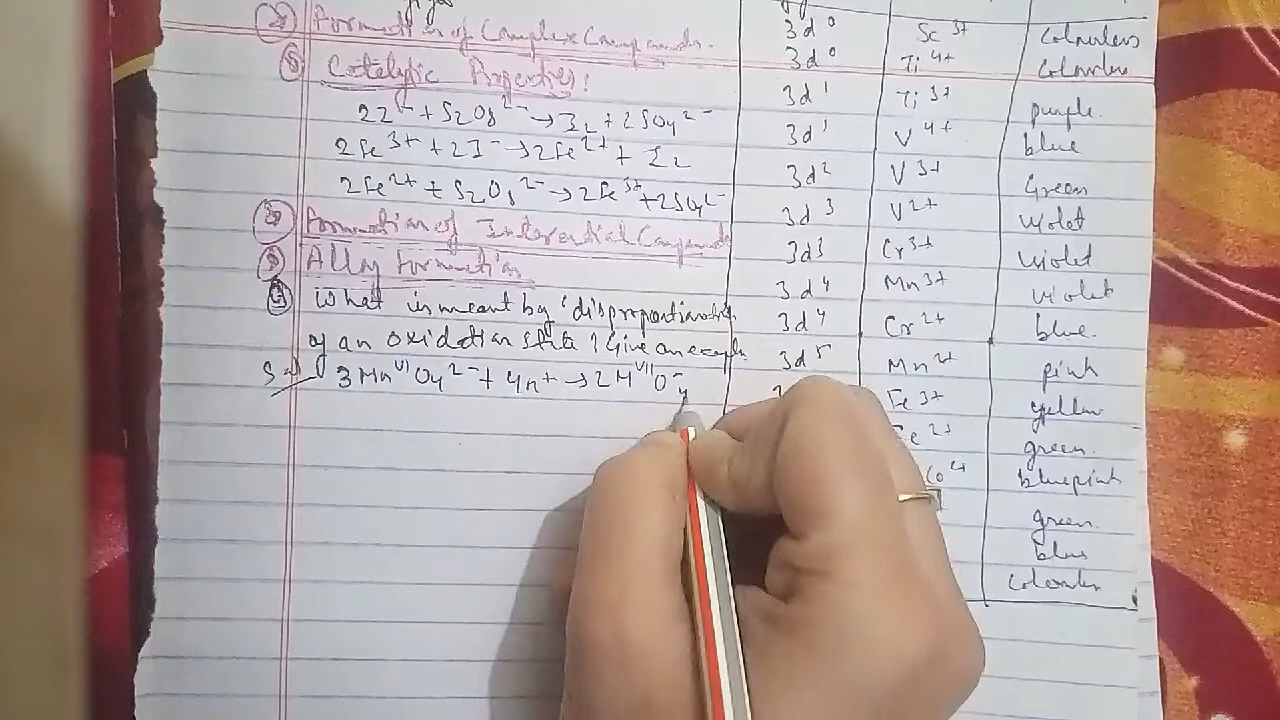 Formation of Complex Compounds.
Catalytic Properties:
2I⁻ + S₂O₈²⁻ → I₂ + 2SO₄²⁻
2Fe³⁺ + 2I⁻ → 2Fe²⁺ + I₂
2Fe²⁺ + S₂O₈²⁻ → 2Fe³⁺ + 2SO₄²⁻
Formation of Interstitial Compounds
Alloy Formation
What is meant by 'disproportionation'
of an oxidation state? Give an example
Sol 3Mn^VI O₄²⁻ + 4H⁺ → 2M^VII O⁻₄
3d⁰ Sc³⁺ colourless
3d⁰ Ti⁴⁺ colourless
3d¹ Ti³⁺ purple.
3d¹ V⁴⁺ blue
3d² V³⁺ Green
3d³ V²⁺ violet
3d³ Cr³⁺ violet
3d⁴ Mn³⁺ violet
3d⁴ Cr²⁺ blue.
3d⁵ Mn²⁺ pink
Fe³⁺ yellow
Fe²⁺ green.
Co²⁺ bluepink
green.
blue
colourless